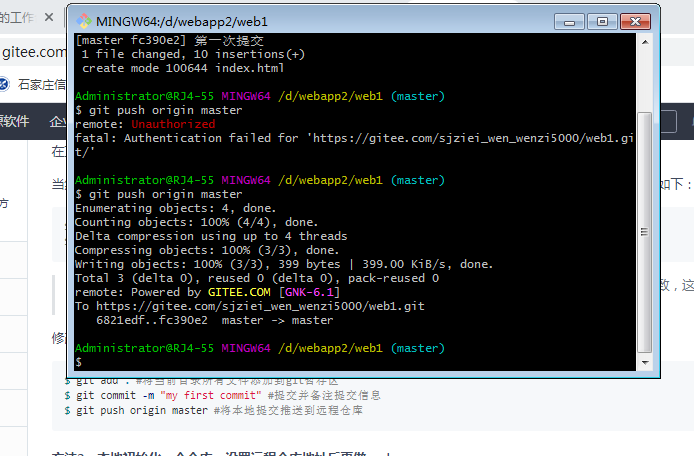 的工作
MINGW64:/d/webapp2/web1
gitee.com
[master fc390e2] 第一次提交
1 file changed, 10 insertions(+)
create mode 100644 index.html
石家庄信
Administrator@RJ4-55 MINGW64 /d/webapp2/web1 (master)
$ git push origin master
软件 企
remote: Unauthorized
fatal: Authentication failed for 'https://gitee.com/sjziei_wen_wenzi5000/web1.gi
t/'
在
Administrator@RJ4-55 MINGW64 /d/webapp2/web1 (master)
当
如下：
$ git push origin master
方
Enumerating objects: 4, done.
Counting objects: 100% (4/4), done.
Delta compression using up to 4 threads
Compressing objects: 100% (3/3), done.
Writing objects: 100% (3/3), 399 bytes | 399.00 KiB/s, done.
Total 3 (delta 0), reused 0 (delta 0), pack-reused 0
致，这
remote: Powered by GITEE.COM [GNK-6.1]
To https://gitee.com/sjziei_wen_wenzi5000/web1.git
6821edf..fc390e2 master -> master
修
Administrator@RJ4-55 MINGW64 /d/webapp2/web1 (master)
$
$ git add . #将当前目录所有文件添加到git暂存区
$ git commit -m "my first commit" #提交并备注提交信息
$ git push origin master #将本地提交推送到远程仓库